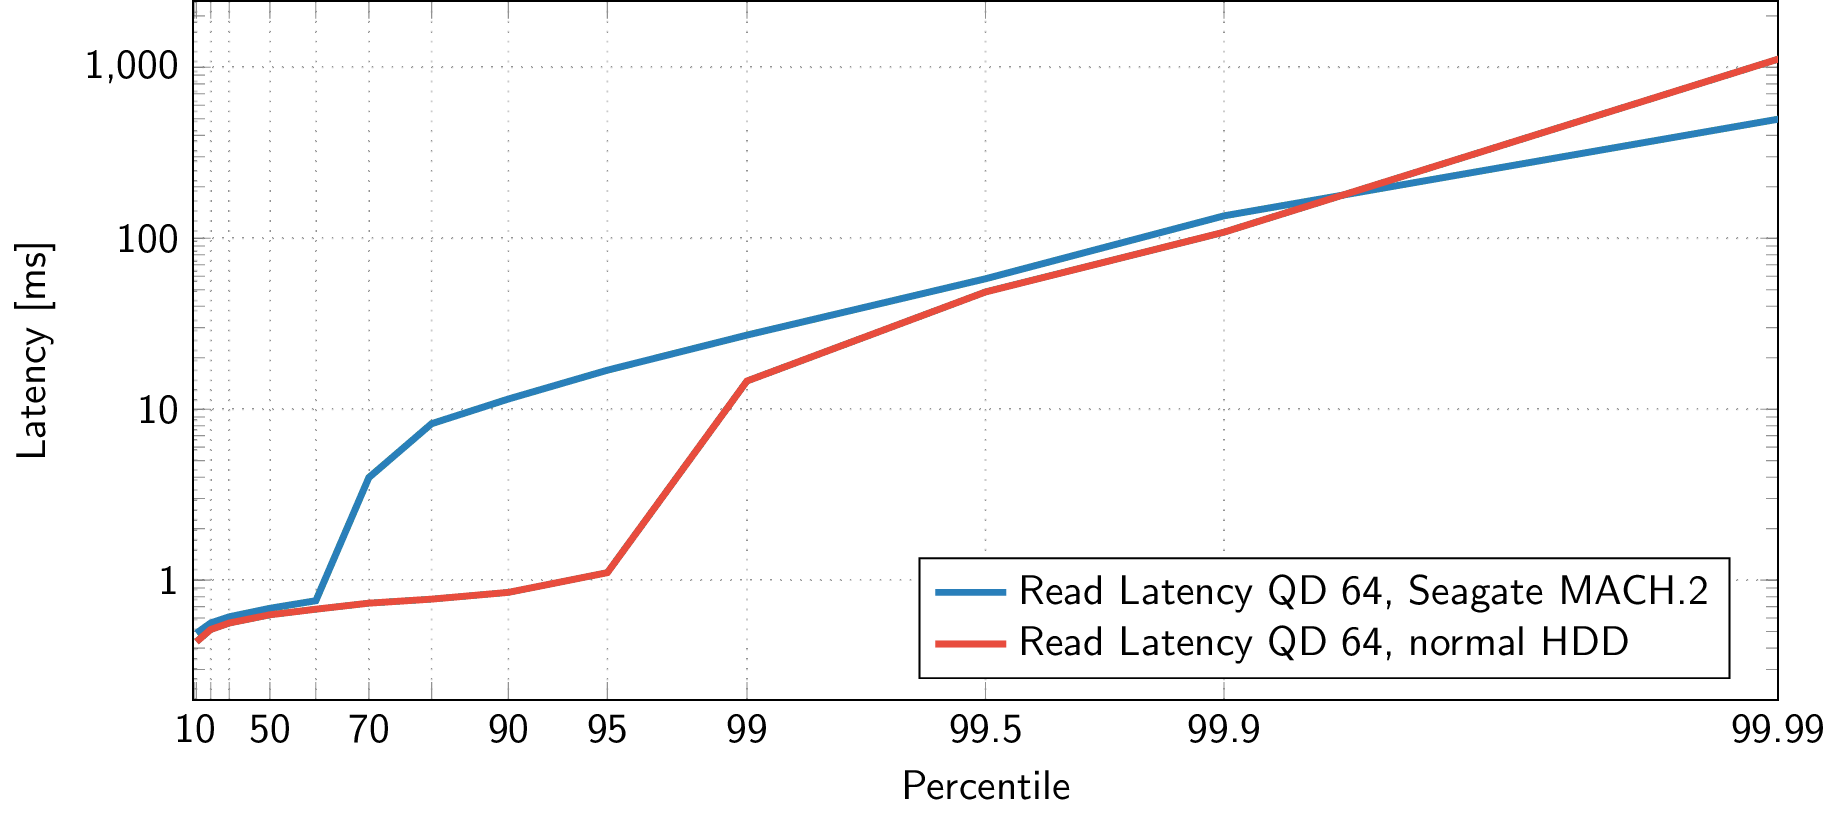 1,000
100
10
1
Latency [ms]
Read Latency QD 64, Seagate MACH.2
Read Latency QD 64, normal HDD
10 50 70 90 95 99 99.5 99.9 99.99
Percentile